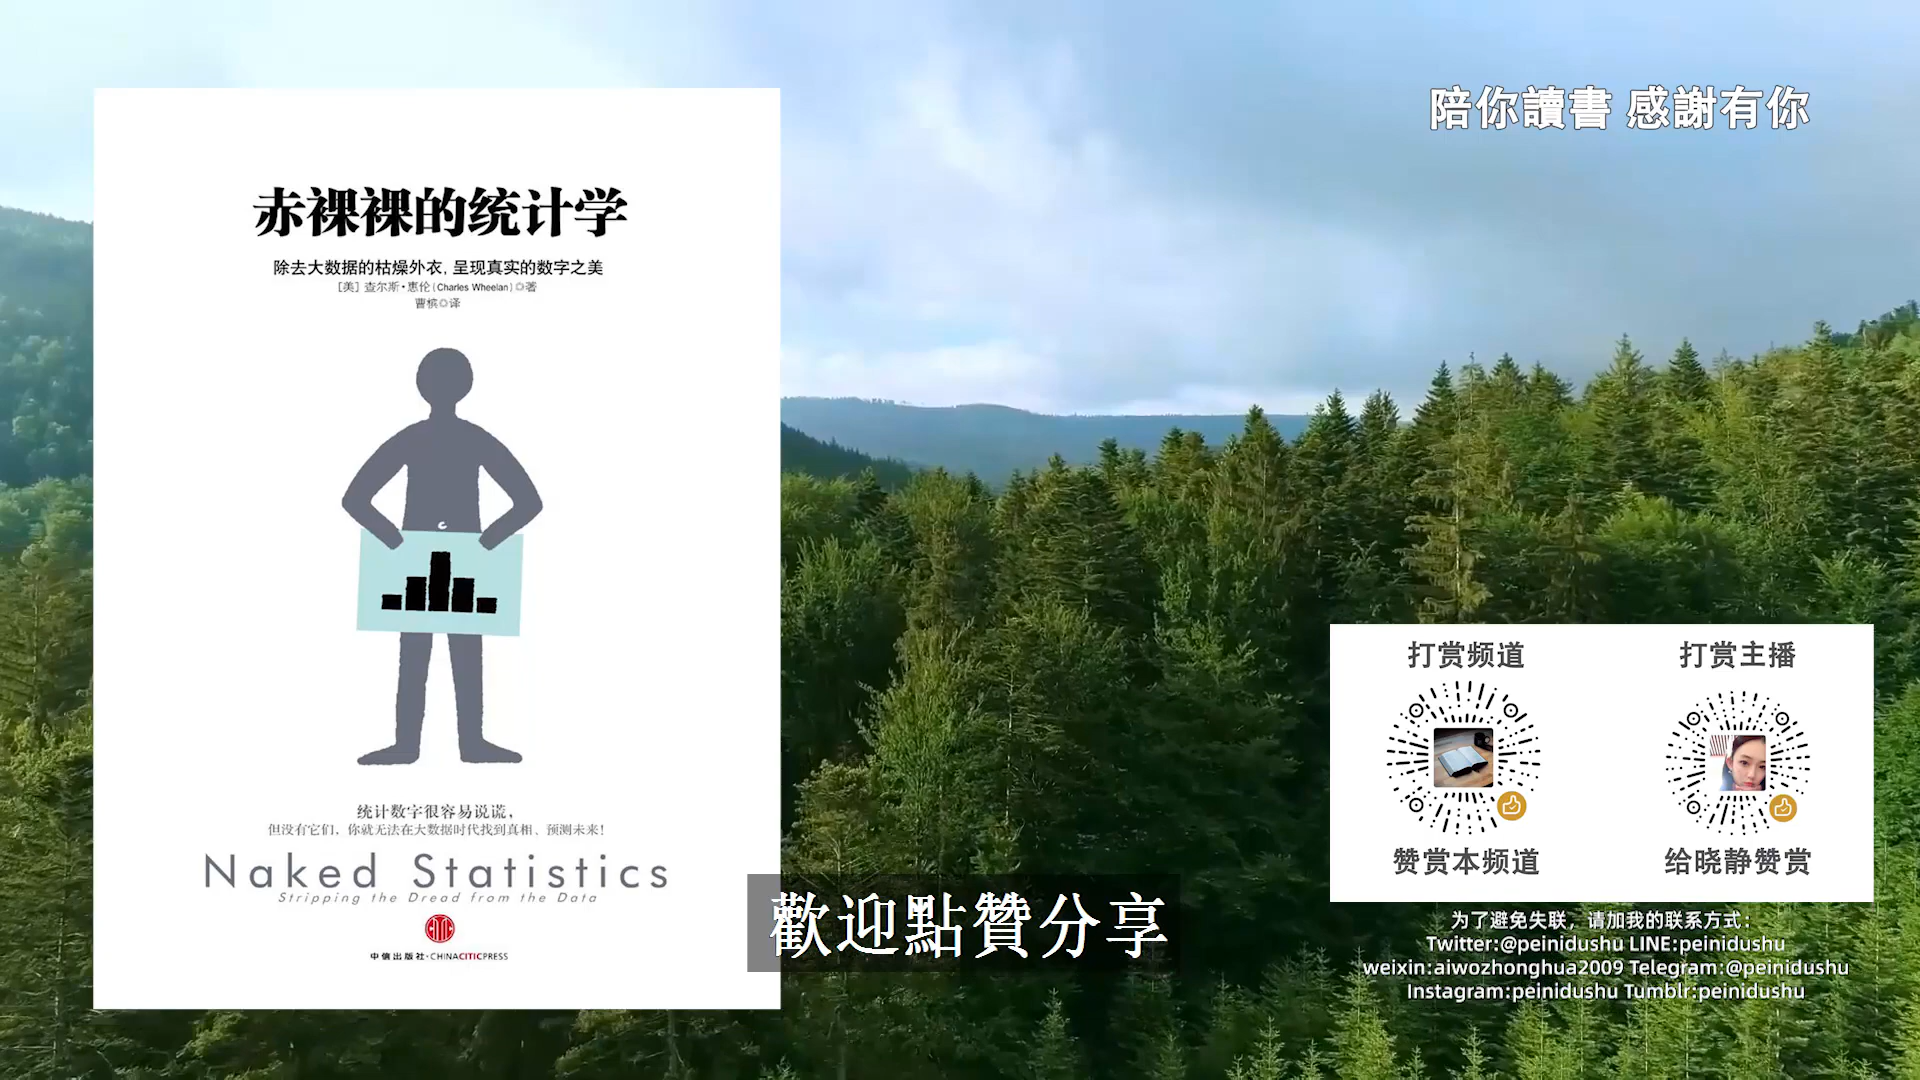 陪你讀書 感謝有你
赤裸裸的统计学
除去大数据的枯燥外衣，呈现真实的数字之美
［美］查尔斯·惠伦（Charles Wheelan）◎著
曹槟◎译
统计数字很容易说谎，
但没有它们，你就无法在大数据时代找到真相、预测未来！
Naked Statistics
Stripping the Dread from the Data
中信出版社·CHINACITICPRESS
歡迎點贊分享
打赏频道 打赏主播
赞赏本频道 给晓静赞赏
为了避免失联，请加我的联系方式：
Twitter:@peinidushu LINE:peinidushu
weixin:aiwozhonghua2009 Telegram:@peinidushu
Instagram:peinidushu Tumblr:peinidushu